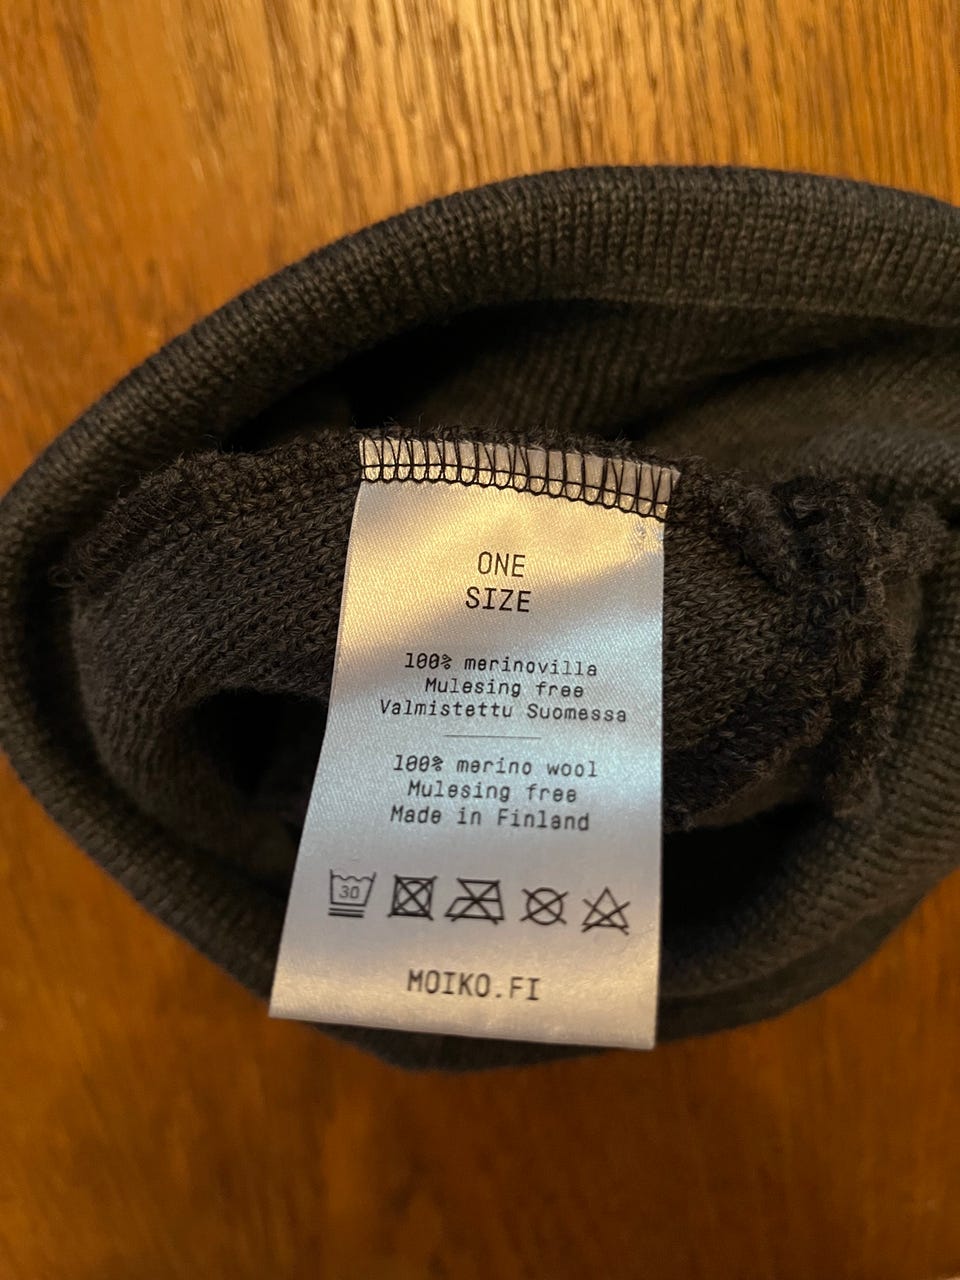 ONE
SIZE
100% merinovilla
Mulesing free
Valmistettu Suomessa
100% merino wool
Mulesing free
Made in Finland
30
MOIKO.FI